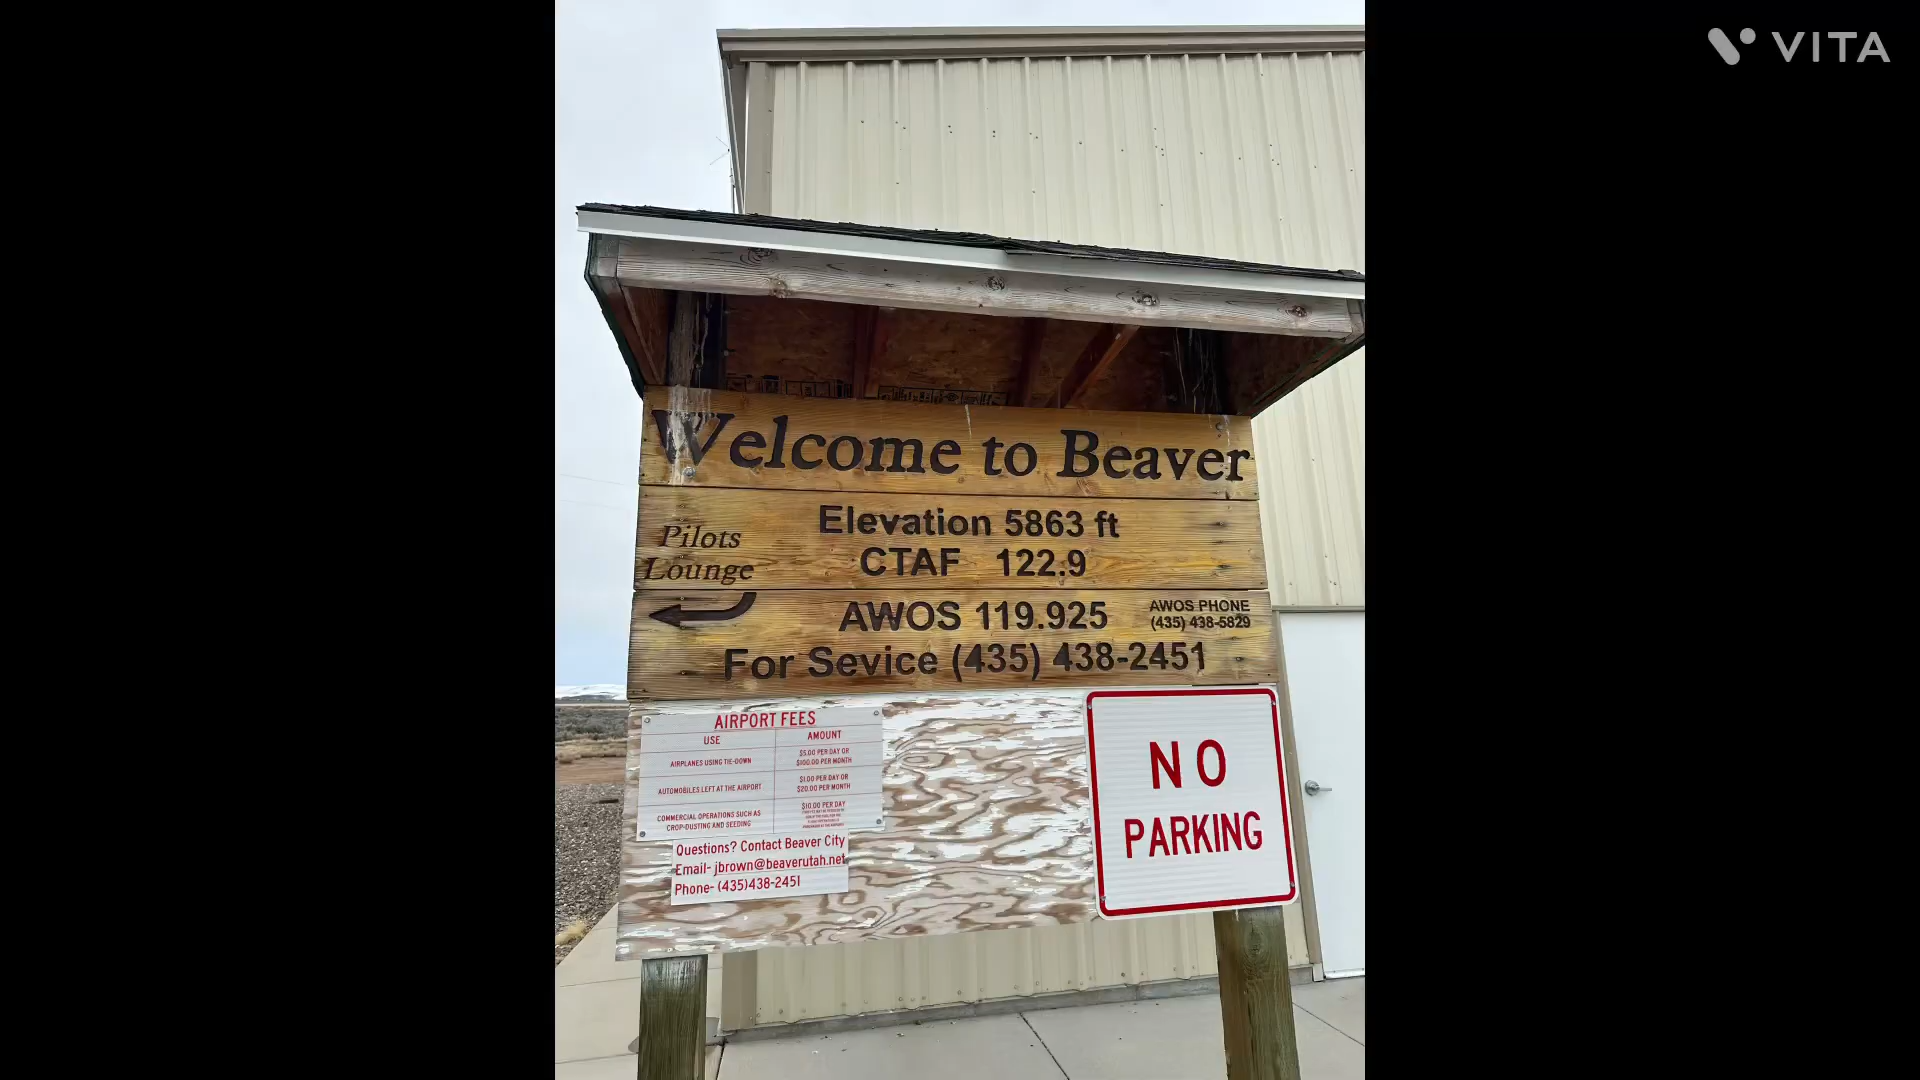 VITA
Welcome to Beaver
Elevation 5863 ft
CTAF 122.9
Pilots
Lounge
AWOS 119.925
AWOS PHONE
(435) 438-5829
For Sevice (435) 438-2451
AIRPORT FEES
USE AMOUNT
AIRPLANES USING TIE-DOWN
$5.00 PER DAY OR
$100.00 PER MONTH
AUTOMOBILES LEFT AT THE AIRPORT
$1.00 PER DAY OR
$20.00 PER MONTH
COMMERCIAL OPERATIONS SUCH AS
CROP-DUSTING AND SEEDING
$10.00 PER DAY
Questions? Contact Beaver City
Email- jbrown@beaverutah.net
Phone- (435)438-2451
NO
PARKING